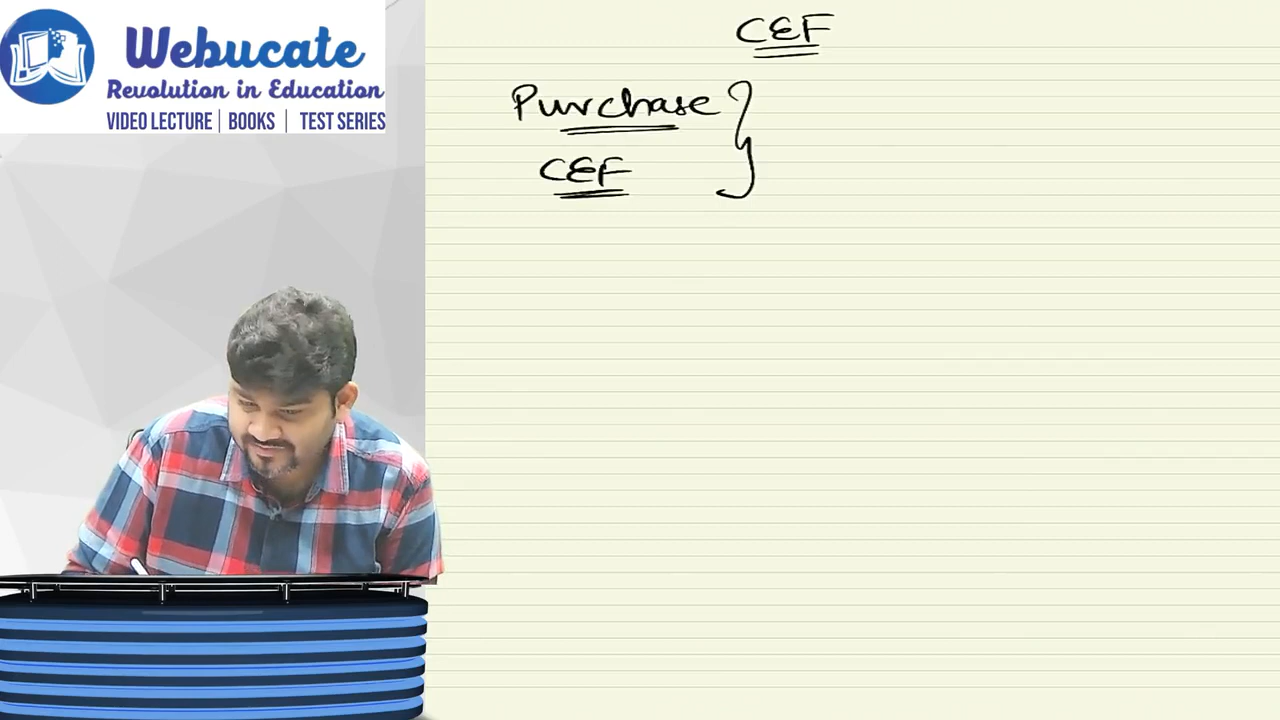 Webucate
Revolution in Education
VIDEO LECTURE | BOOKS | TEST SERIES
CEF
Purchase
CEF